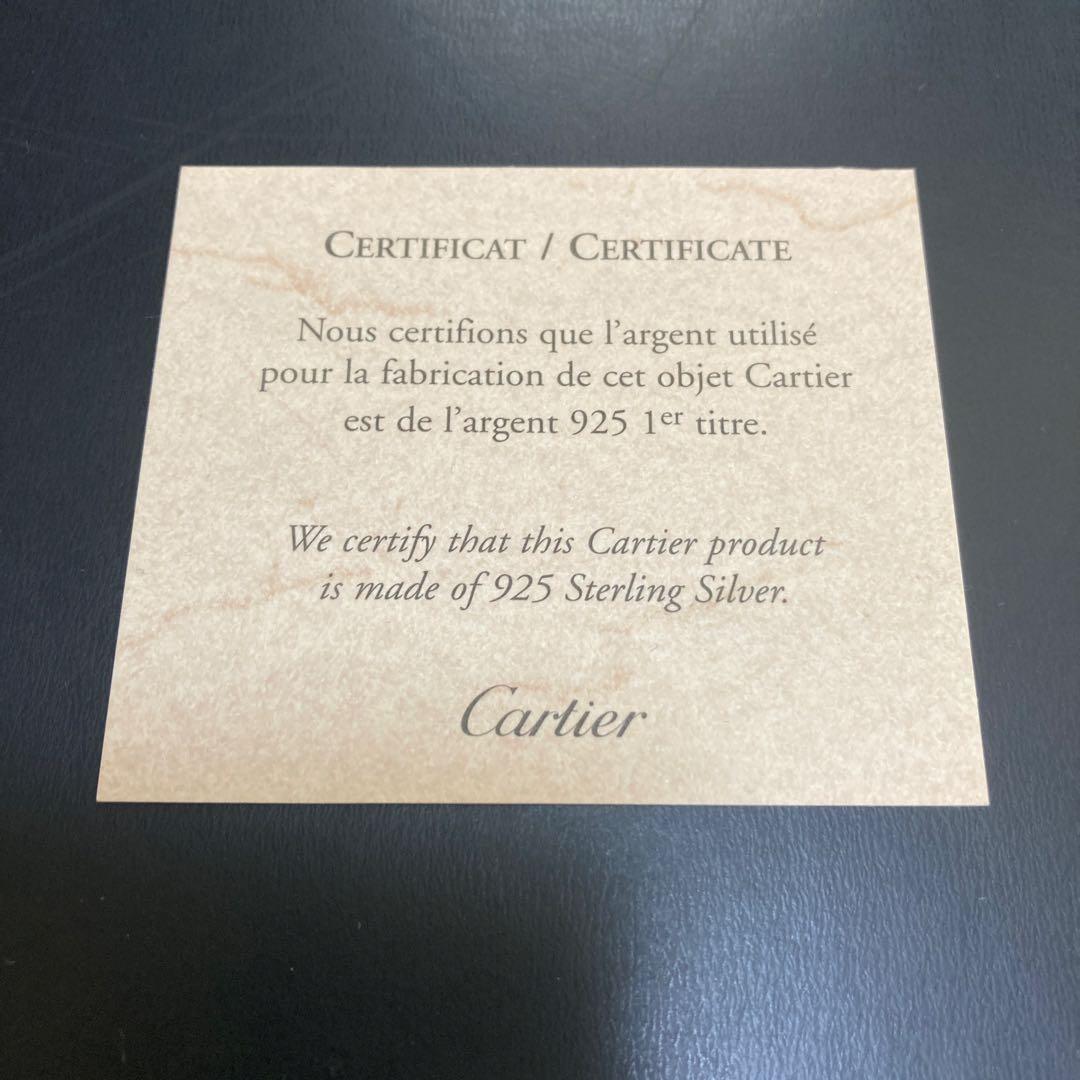 CERTIFICAT / CERTIFICATE
Nous certifions que l'argent utilisé
pour la fabrication de cet objet Cartier
est de l'argent 925 1er titre.
We certify that this Cartier product
is made of 925 Sterling Silver.
Cartier